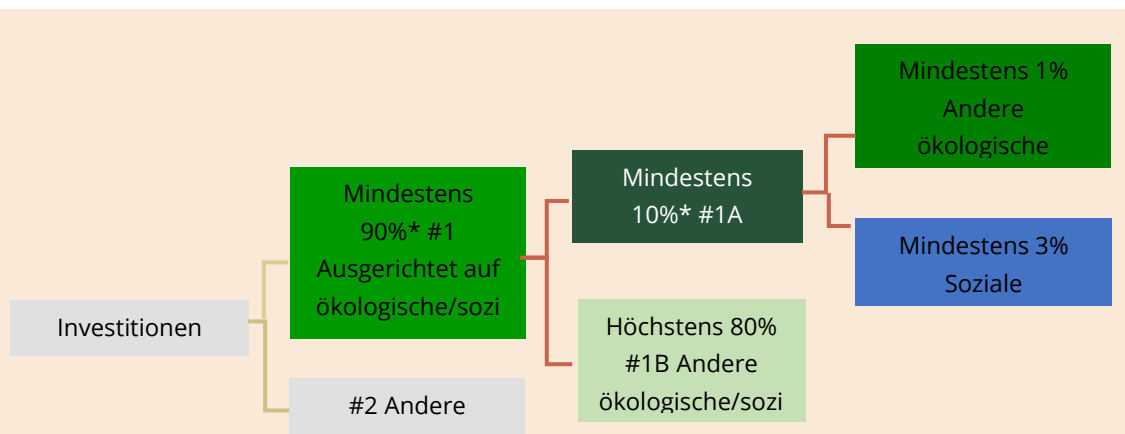 Investitionen
Mindestens
90%* #1
Ausgerichtet auf
ökologische/sozi
#2 Andere
Mindestens
10%* #1A
Höchstens 80%
#1B Andere
ökologische/sozi
Mindestens 1%
Andere
ökologische
Mindestens 3%
Soziale